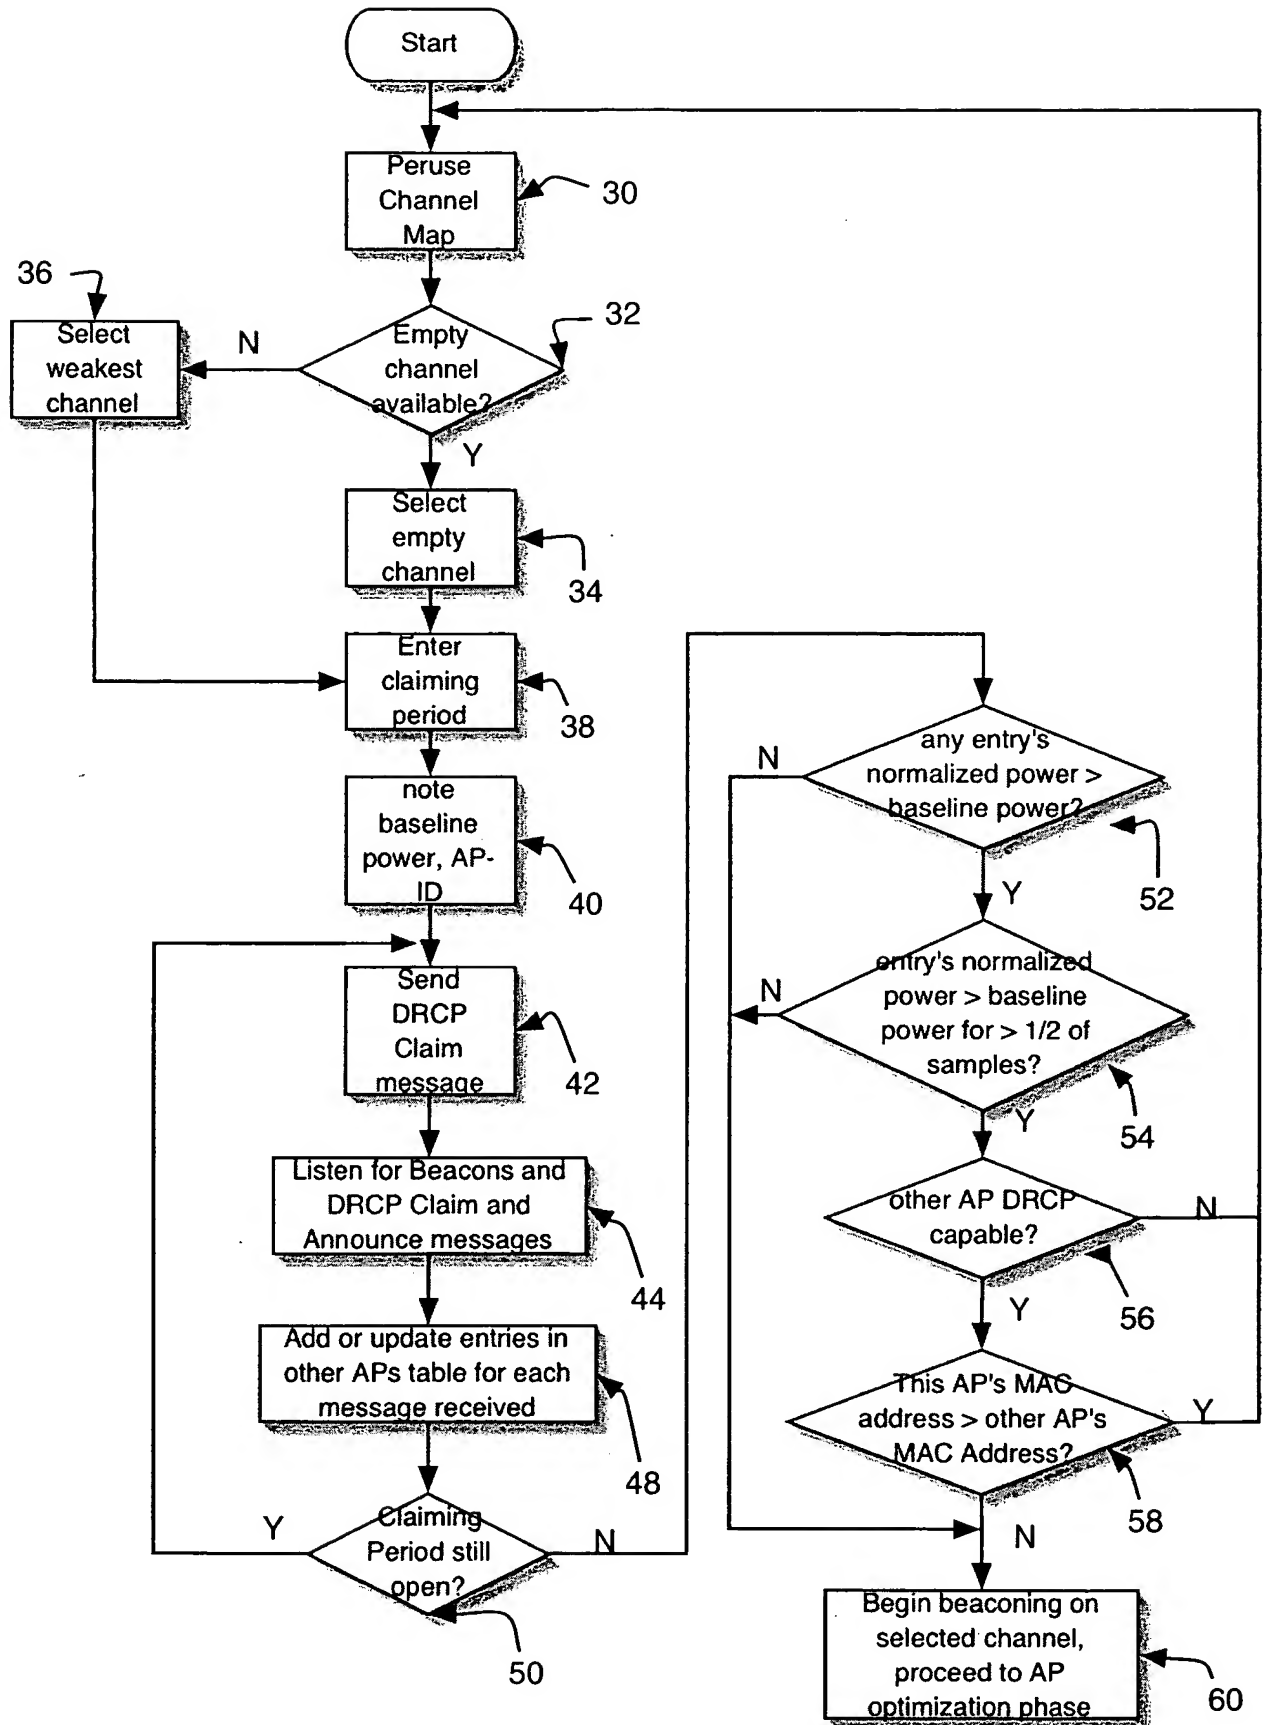 Start
Peruse
Channel
Map
30
36
Select
weakest
channel
N
Empty
channel
available?
32
Y
Select
empty
channel
34
Enter
claiming
period
38
note
baseline
power, AP-
ID
40
Send
DRCP
Claim
message
42
Listen for Beacons and
DRCP Claim and
Announce messages
44
Add or update entries in
other APs table for each
message received
48
Y
Claiming
Period still
open?
N
50
N
any entry's
normalized power >
baseline power?
52
Y
N
entry's normalized
power > baseline
power for > 1/2 of
samples?
54
Y
other AP DRCP
capable?
N
56
Y
This AP's MAC
address > other AP's
MAC Address?
Y
58
N
Begin beaconing on
selected channel,
proceed to AP
optimization phase
60